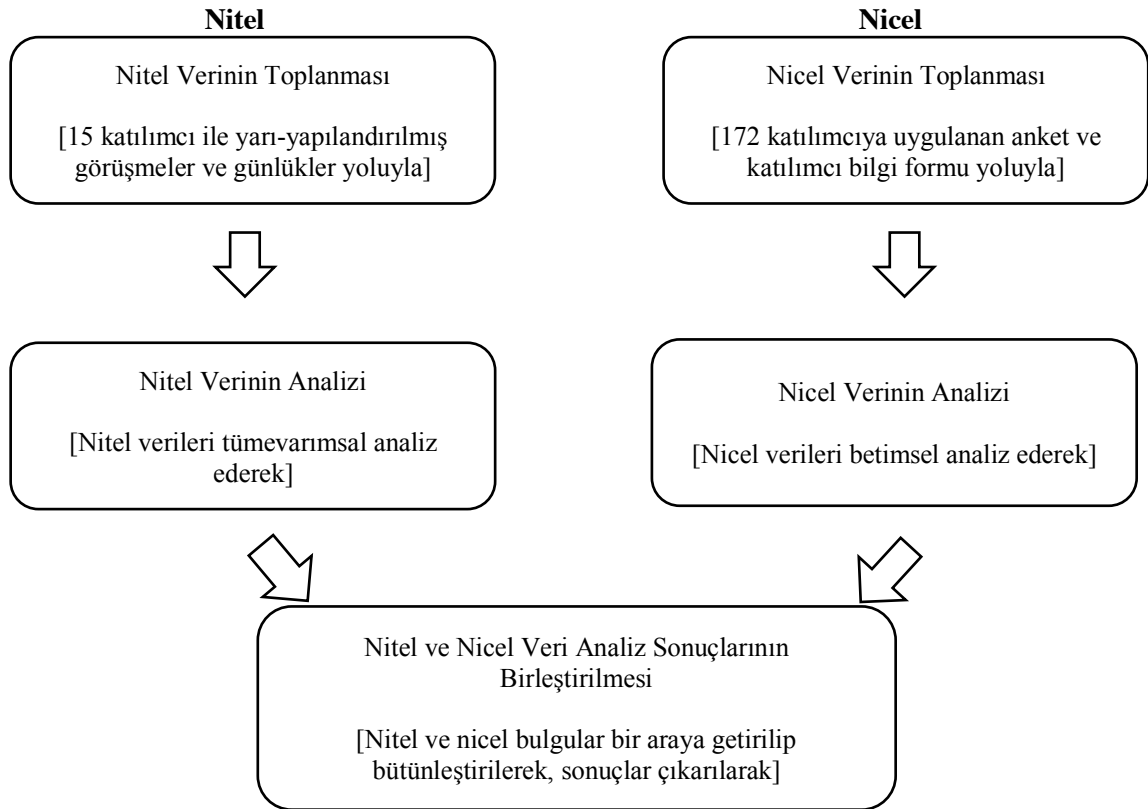 Nitel
Nitel Verinin Toplanması
[15 katılımcı ile yarı-yapılandırılmış
görüşmeler ve günlükler yoluyla]
Nicel
Nicel Verinin Toplanması
[172 katılımcıya uygulanan anket ve
katılımcı bilgi formu yoluyla]
Nitel Verinin Analizi
[Nitel verileri tümevarımsal analiz
ederek]
Nicel Verinin Analizi
[Nicel verileri betimsel analiz ederek]
Nitel ve Nicel Veri Analiz Sonuçlarının
Birleştirilmesi
[Nitel ve nicel bulgular bir araya getirilip
bütünleştirilerek, sonuçlar çıkarılarak]